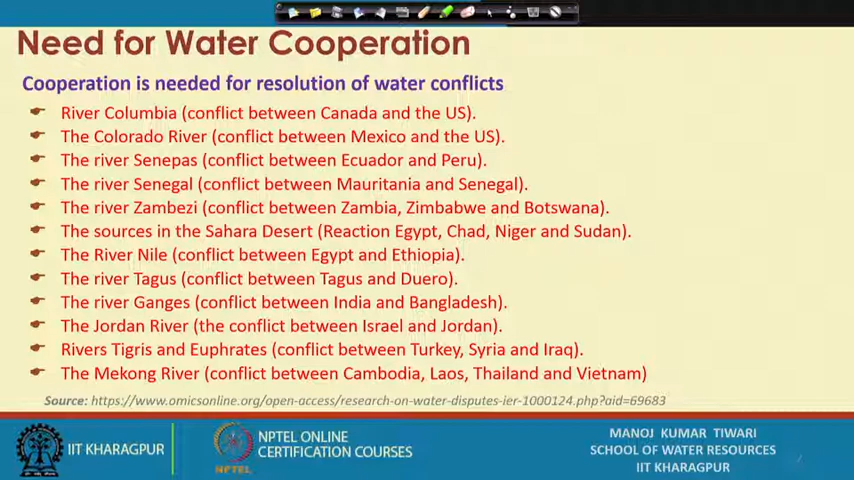 Need for Water Cooperation
Cooperation is needed for resolution of water conflicts
River Columbia (conflict between Canada and the US).
The Colorado River (conflict between Mexico and the US).
The river Senepas (conflict between Ecuador and Peru).
The river Senegal (conflict between Mauritania and Senegal).
The river Zambezi (conflict between Zambia, Zimbabwe and Botswana).
The sources in the Sahara Desert (Reaction Egypt, Chad, Niger and Sudan).
The River Nile (conflict between Egypt and Ethiopia).
The river Tagus (conflict between Tagus and Duero).
The river Ganges (conflict between India and Bangladesh).
The Jordan River (the conflict between Israel and Jordan).
Rivers Tigris and Euphrates (conflict between Turkey, Syria and Iraq).
The Mekong River (conflict between Cambodia, Laos, Thailand and Vietnam)
Source: https://www.omicsonline.org/open-access/research-on-water-disputes-ier-1000124.php?aid=69683
IIT KHARAGPUR
NPTEL
NPTEL ONLINE
CERTIFICATION COURSES
MANOJ KUMAR TIWARI
SCHOOL OF WATER RESOURCES
IIT KHARAGPUR